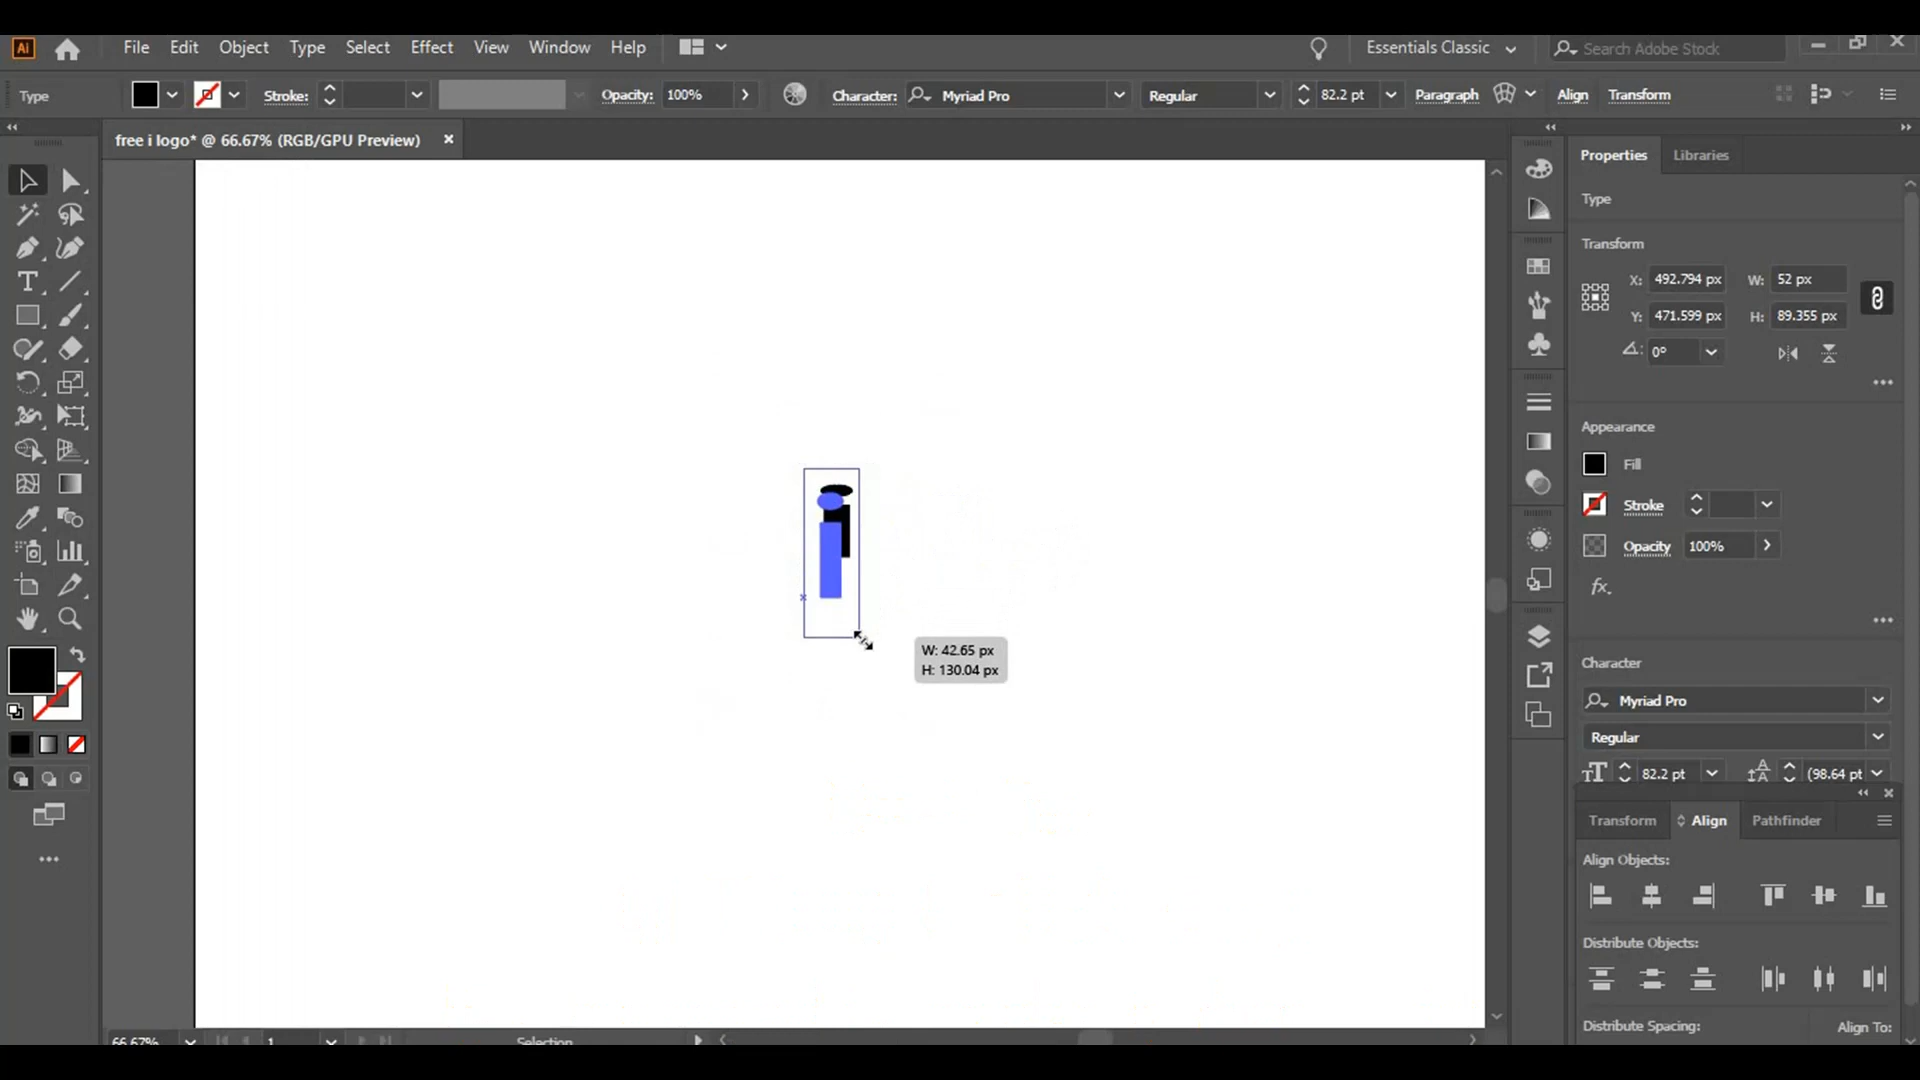 Ai File Edit Object Type Select Effect View Window Help Essentials Classic Search Adobe Stock
Type Stroke: Opacity: 100% Character: Myriad Pro Regular 82.2 pt Paragraph Align Transform
free i logo* @ 66.67% (RGB/GPU Preview)
Properties Libraries
Type
Transform
X: 492.794 px W: 52 px
Y: 471.599 px H: 89.355 px
0°
Appearance
Fill
Stroke
Opacity 100%
fx.
i
W: 42.65 px
H: 130.04 px
Character
Myriad Pro
Regular
82.2 pt (98.64 pt
Transform Align Pathfinder
Align Objects:
Distribute Objects:
Distribute Spacing: Align To:
66.67% 1 Selection